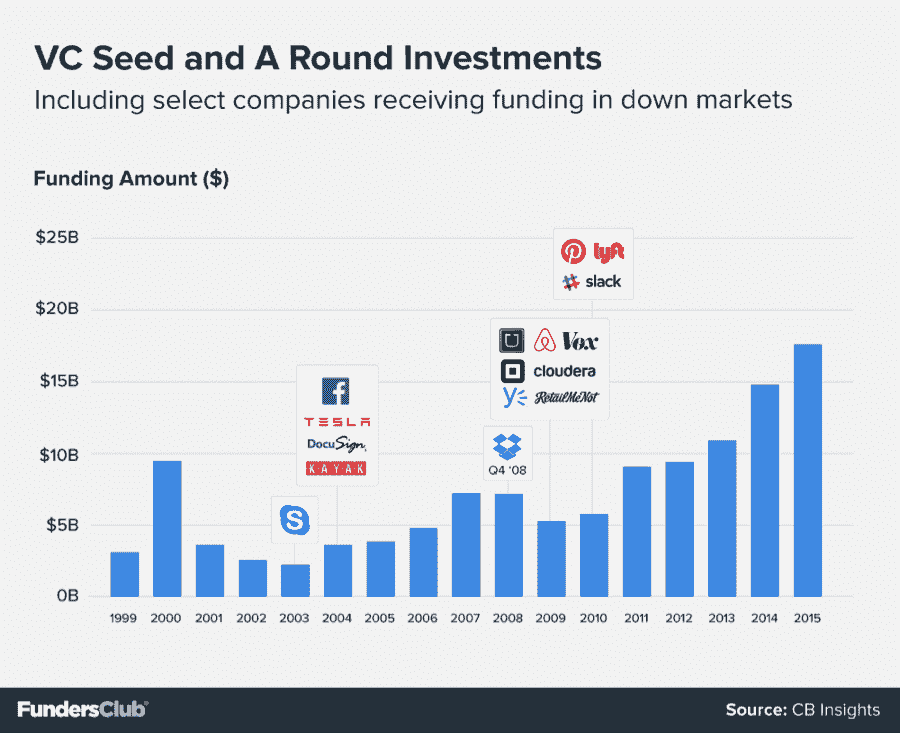 VC Seed and A Round Investments
Including select companies receiving funding in down markets
Funding Amount ($)
$25B
$20B
$15B
$10B
$5B
0B
lyft
slack
Vox
cloudera
RetailMeNot
Q4 ‘08
TESLA
DocuSign
KAYAK
1999 2000 2001 2002 2003 2004 2005 2006 2007 2008 2009 2010 2011 2012 2013 2014 2015
FundersClub
Source: CB Insights